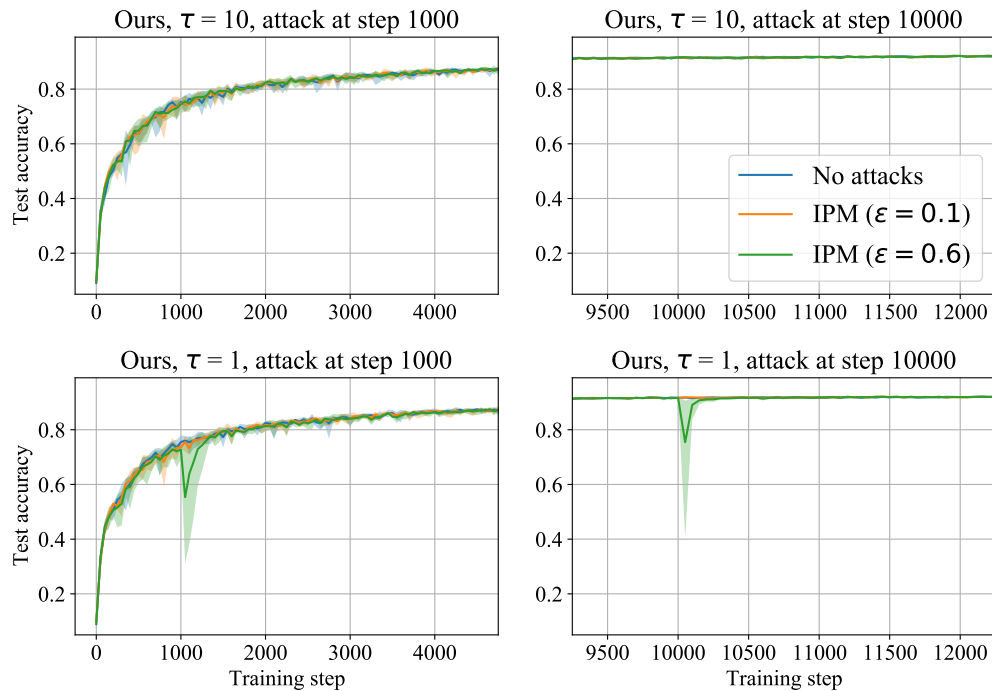 Ours, τ = 10, attack at step 1000
Ours, τ = 10, attack at step 10000
Test accuracy
0.8
0.6
0.4
0.2
0 1000 2000 3000 4000
0.8
0.6
0.4
0.2
9500 10000 10500 11000 11500 12000
No attacks
IPM (ε = 0.1)
IPM (ε = 0.6)
Ours, τ = 1, attack at step 1000
Ours, τ = 1, attack at step 10000
Test accuracy
0.8
0.6
0.4
0.2
0 1000 2000 3000 4000
Training step
0.8
0.6
0.4
0.2
9500 10000 10500 11000 11500 12000
Training step